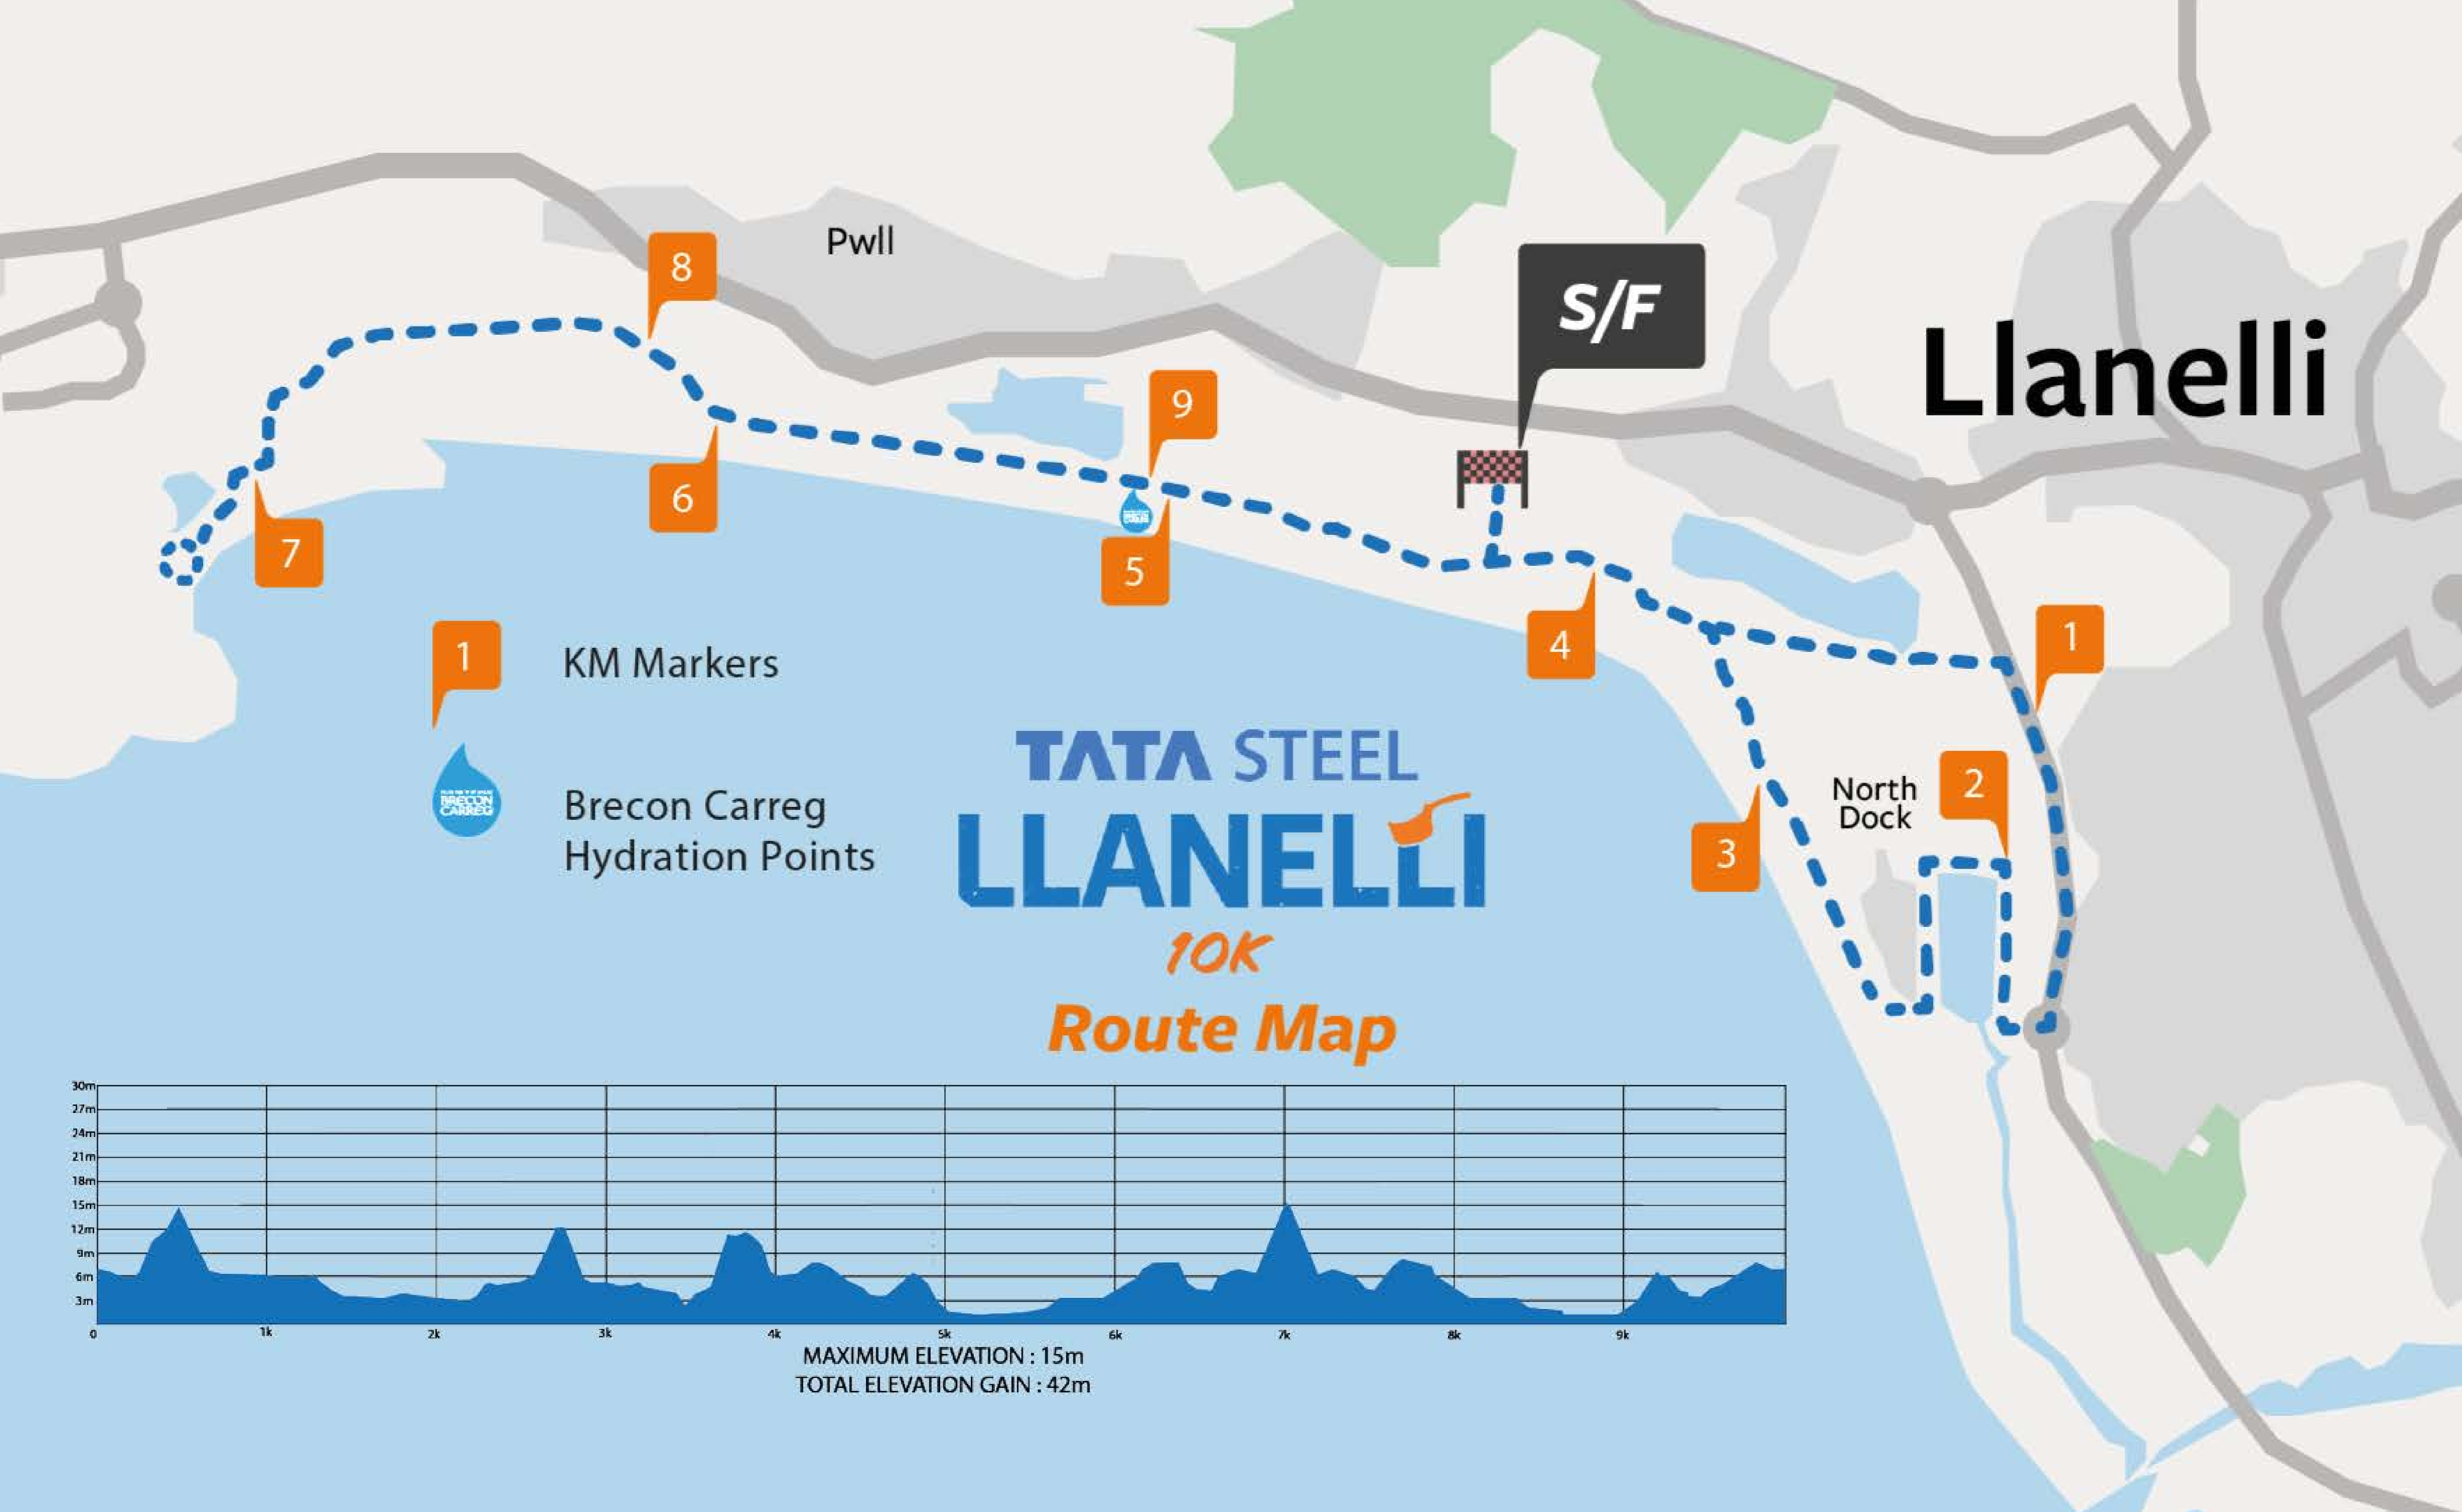 Pwll
8
S/F
Llanelli
9
6
5
7
4
1
1
KM Markers
BRECON
CARREG
Brecon Carreg
Hydration Points
TATA STEEL
LLANELLI
10K
Route Map
North
Dock
2
3
30m
27m
24m
21m
18m
15m
12m
9m
6m
3m
0 1k 2k 3k 4k 5k 6k 7k 8k 9k
MAXIMUM ELEVATION : 15m
TOTAL ELEVATION GAIN : 42m